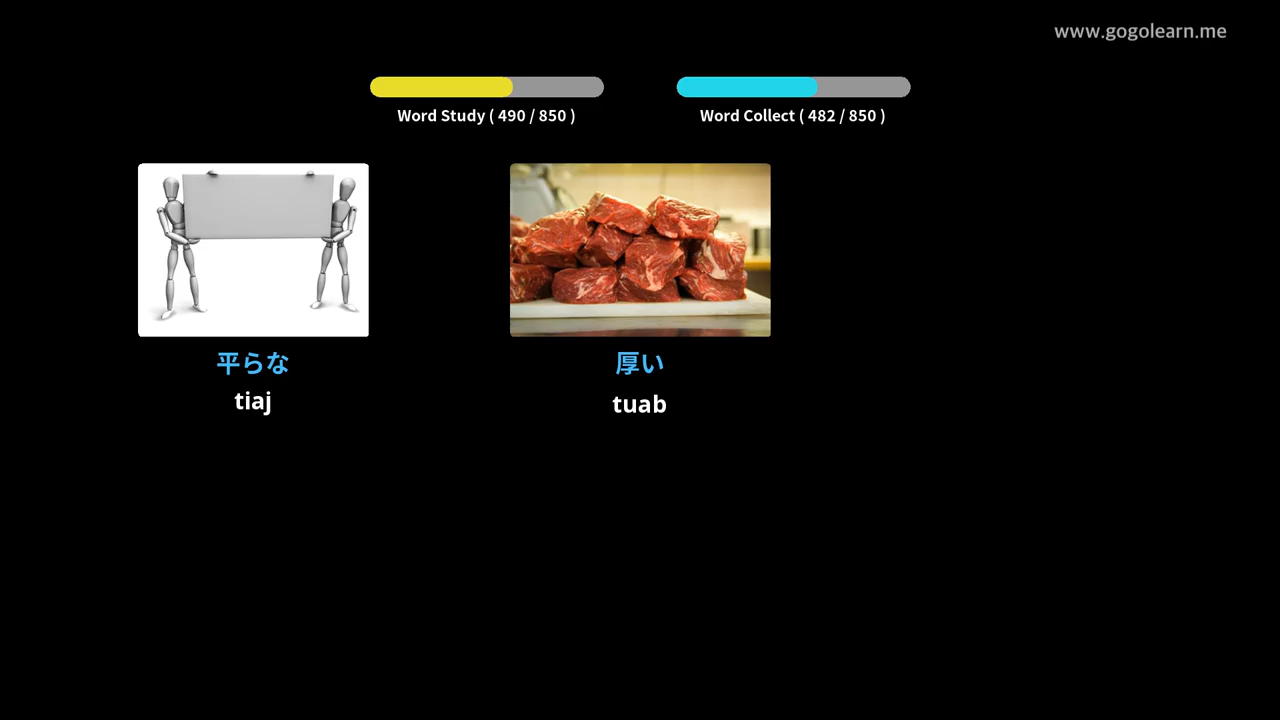 www.gogolearn.me
Word Study ( 490 / 850 )
Word Collect ( 482 / 850 )
平らな
tiaj
厚い
tuab